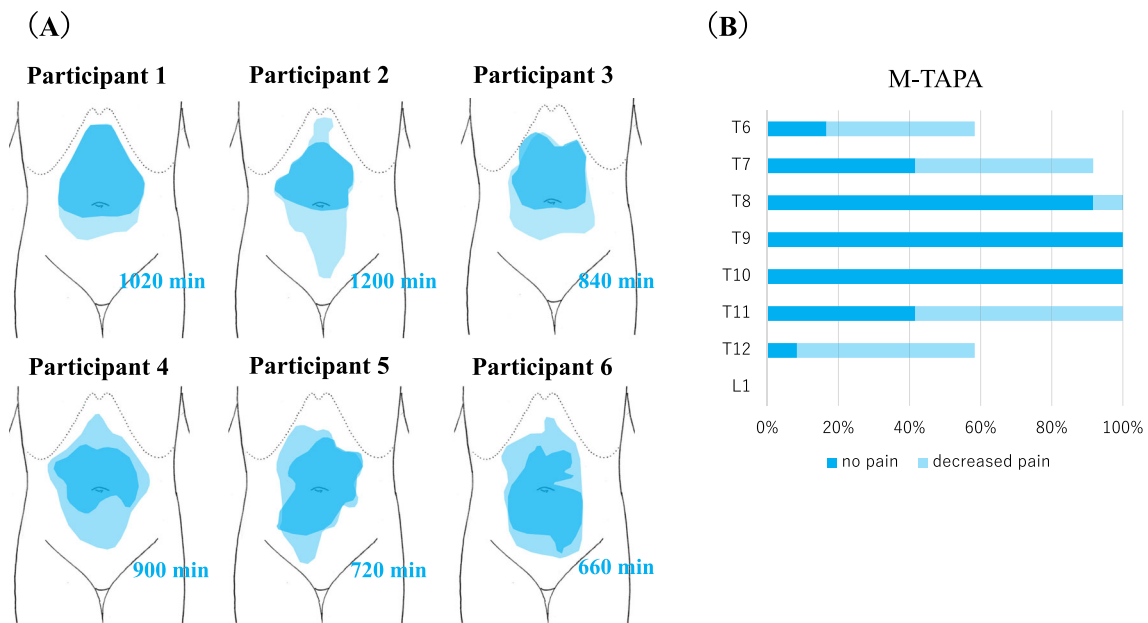 (A)
Participant 1
Participant 2
Participant 3
1020 min
1200 min
840 min
Participant 4
Participant 5
Participant 6
900 min
720 min
660 min
(B)
M-TAPA
T6
T7
T8
T9
T10
T11
T12
L1
0% 20% 40% 60% 80% 100%
no pain decreased pain